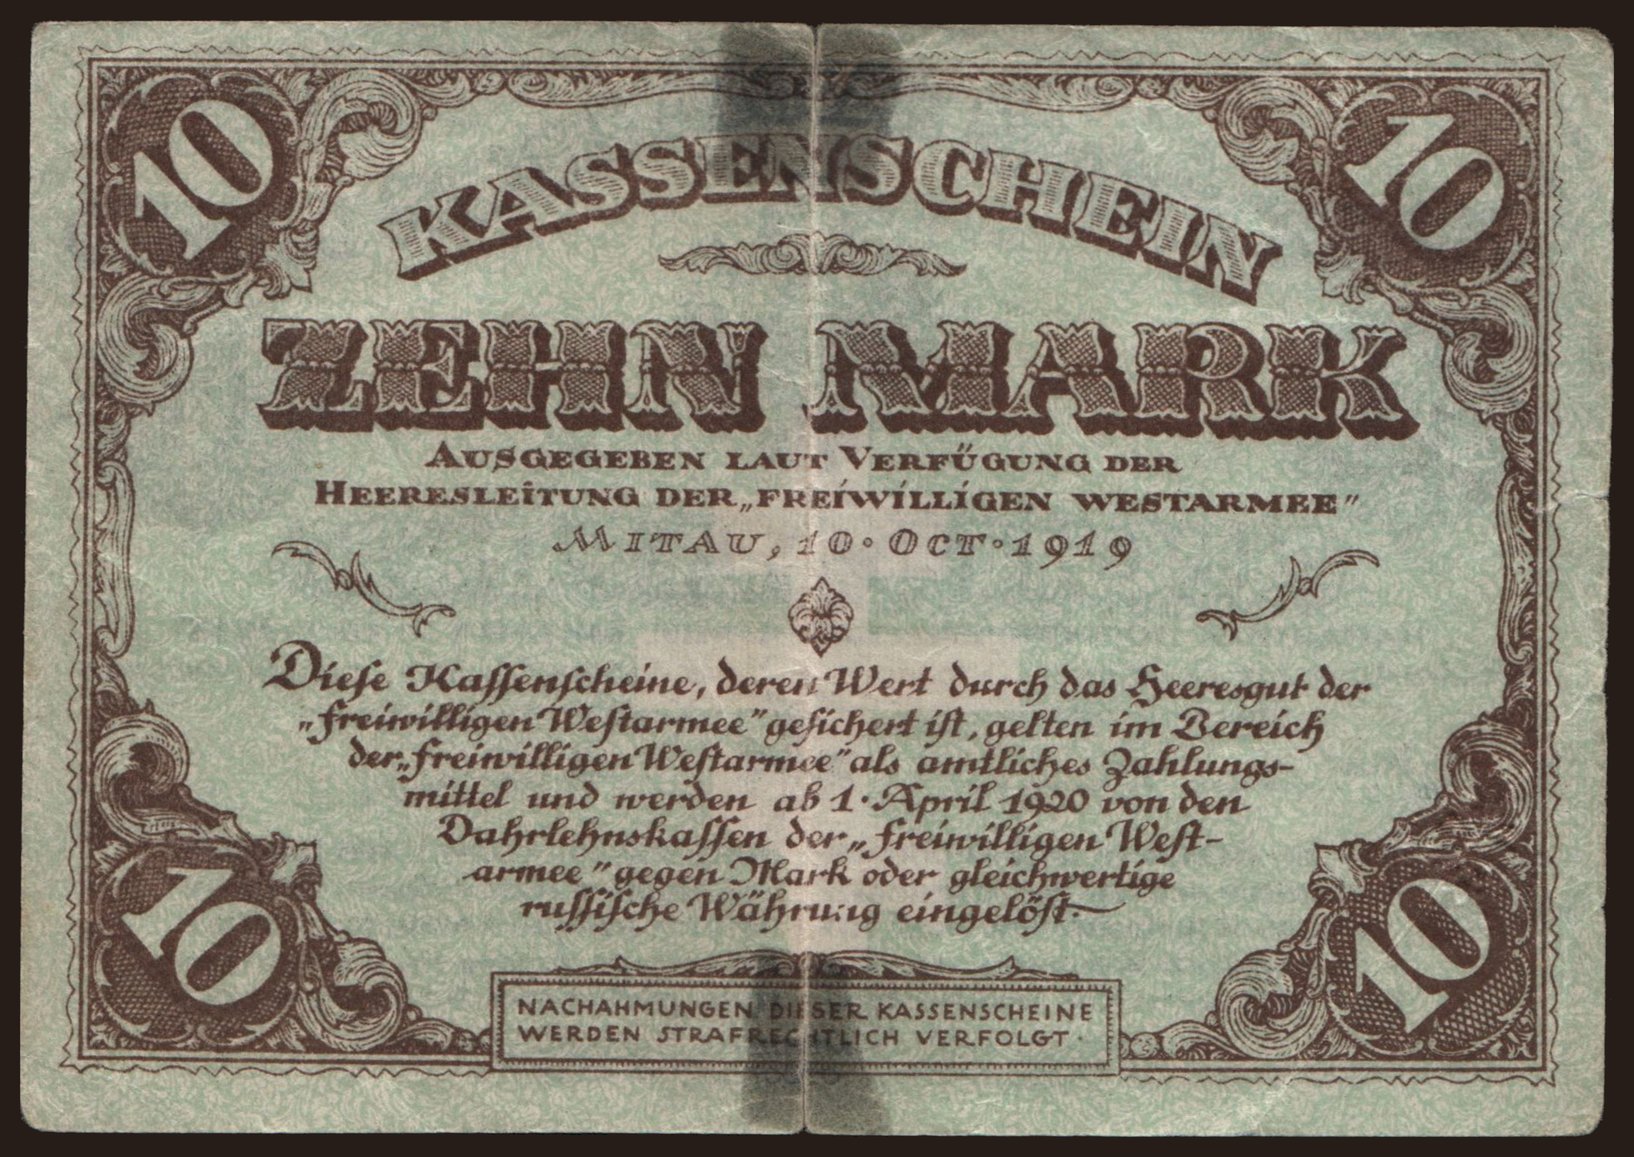 10 10
KASSENSCHEIN
ZEHN MARK
AUSGEGEBEN LAUT VERFÜGUNG DER
HEERESLEITUNG DER „FREIWILLIGEN WESTARMEE"
MITAU, 10. OCT. 1919
Diese Kassenscheine, deren Wert durch das Heeresgut der
„Freiwilligen Westarmee" gesichert ist, gelten im Bereich
der „Freiwilligen Westarmee" als amtliches Zahlungs-
mittel und werden ab 1. April 1920 von den
Dahrlehnskassen der „Freiwilligen West-
armee" gegen Mark oder gleichwertige
russische Währung eingelöst.
10 10
NACHAHMUNGEN DIESER KASSENSCHEINE
WERDEN STRAFRECHTLICH VERFOLGT.